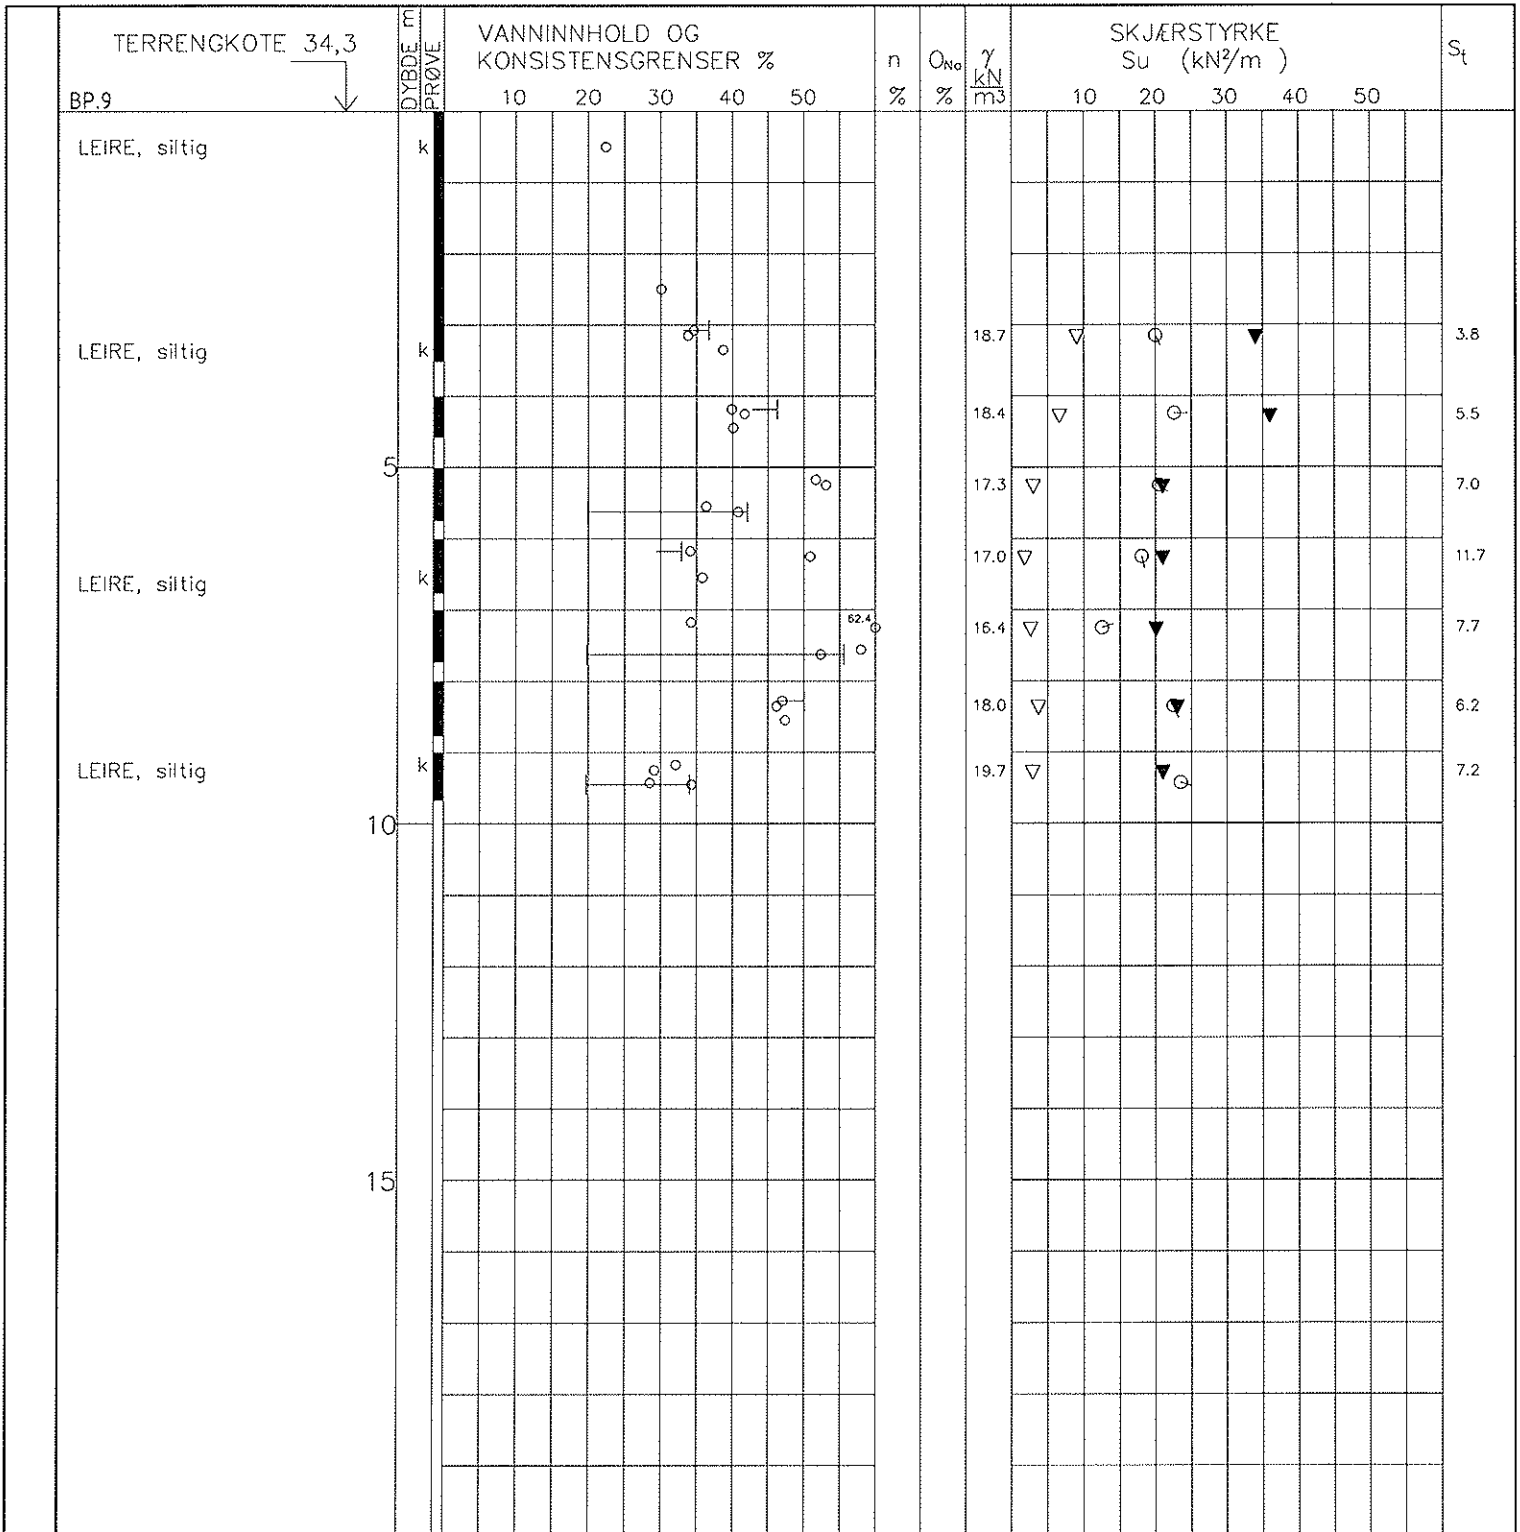 TERRENGKOTE 34,3
BP.9
DYBDE m
PRØVE
VANNINNHOLD OG
KONSISTENSGRENSER %
10 20 30 40 50
n
%
ONa
%
γ
kN
m3
SKJÆRSTYRKE
Su (kN²/m )
10 20 30 40 50
St
LEIRE, siltig k
LEIRE, siltig k
18.7 3.8
18.4 5.5
5
17.3 7.0
17.0 11.7
LEIRE, siltig k
62.4
16.4 7.7
18.0 6.2
LEIRE, siltig k
19.7 7.2
10
15